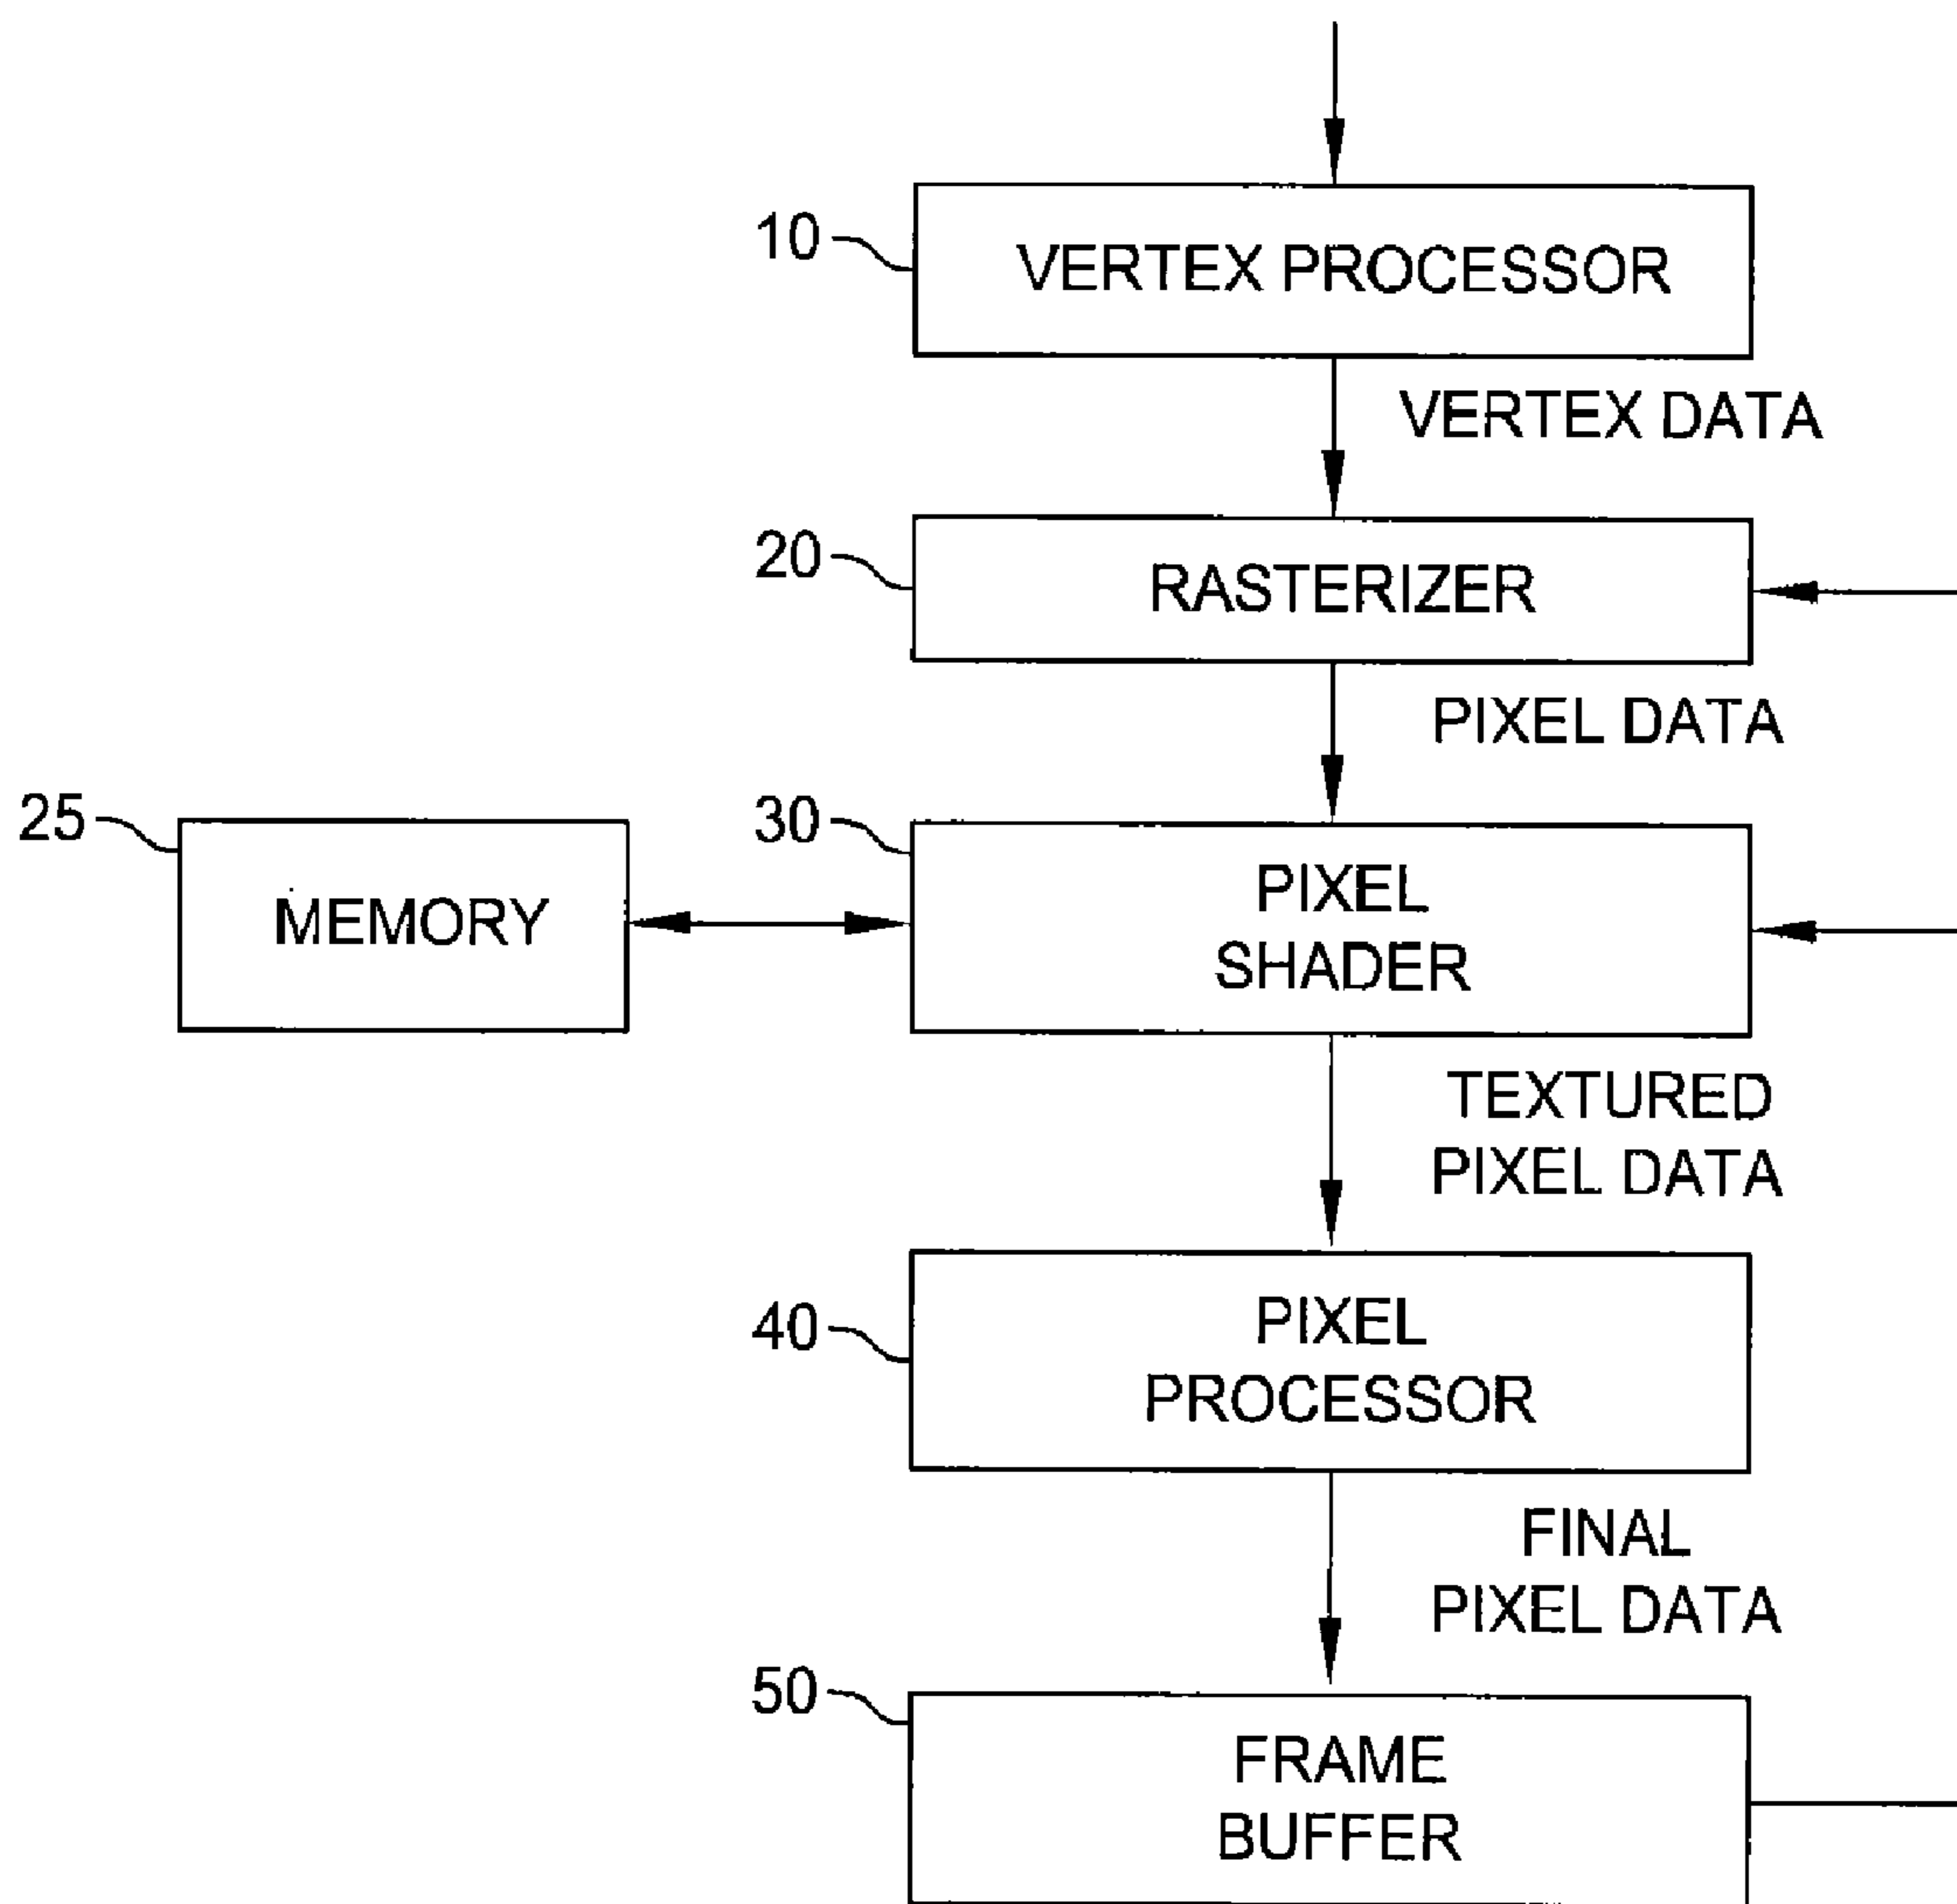 10
VERTEX PROCESSOR
VERTEX DATA
20
RASTERIZER
PIXEL DATA
25
MEMORY
30
PIXEL
SHADER
TEXTURED
PIXEL DATA
40
PIXEL
PROCESSOR
FINAL
PIXEL DATA
50
FRAME
BUFFER